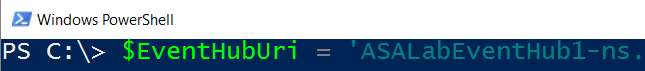 Windows PowerShell
PS C:\> $EventHubUri = 'ASALabEventHub1-ns.